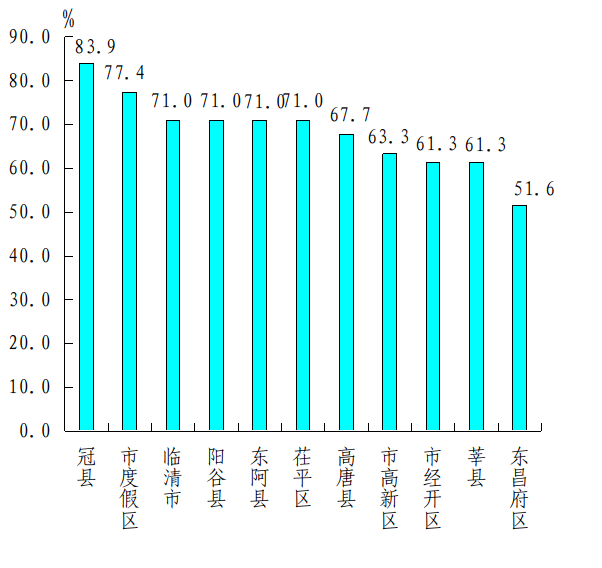 %
90.0
80.0
70.0
60.0
50.0
40.0
30.0
20.0
10.0
0.0
83.9
77.4
71.0
71.0
71.0
71.0
67.7
63.3
61.3
61.3
51.6
冠县
市度假区
临清市
阳谷县
东阿县
茌平区
高唐县
市高新区
市经开区
莘县
东昌府区